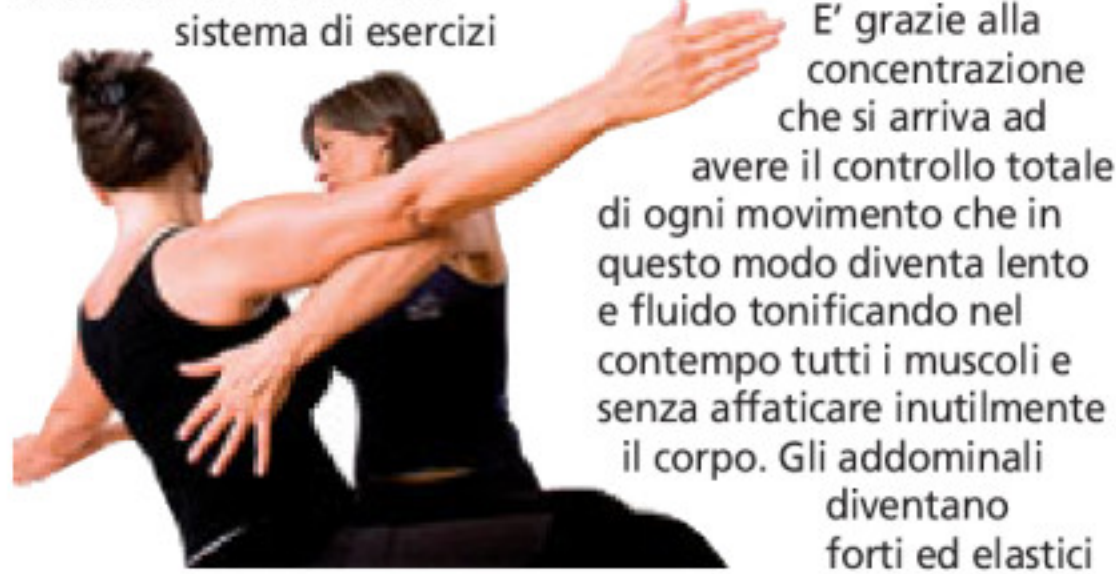 sistema di esercizi
E' grazie alla
concentrazione
che si arriva ad
avere il controllo totale
di ogni movimento che in
questo modo diventa lento
e fluido tonificando nel
contempo tutti i muscoli e
senza affaticare inutilmente
il corpo. Gli addominali
diventano
forti ed elastici